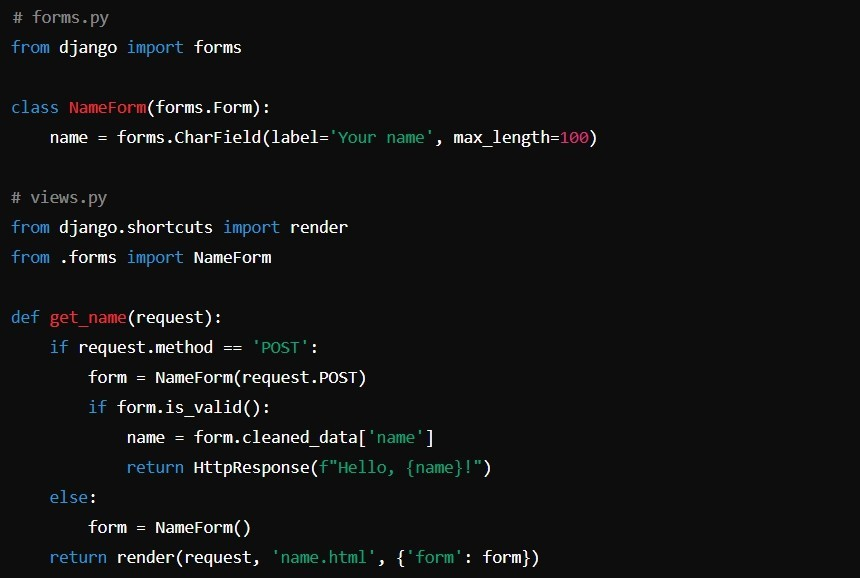 # forms.py
from django import forms
class NameForm(forms.Form):
    name = forms.CharField(label='Your name', max_length=100)
# views.py
from django.shortcuts import render
from .forms import NameForm
def get_name(request):
    if request.method == 'POST':
        form = NameForm(request.POST)
        if form.is_valid():
            name = form.cleaned_data['name']
            return HttpResponse(f"Hello, {name}!")
    else:
        form = NameForm()
    return render(request, 'name.html', {'form': form})